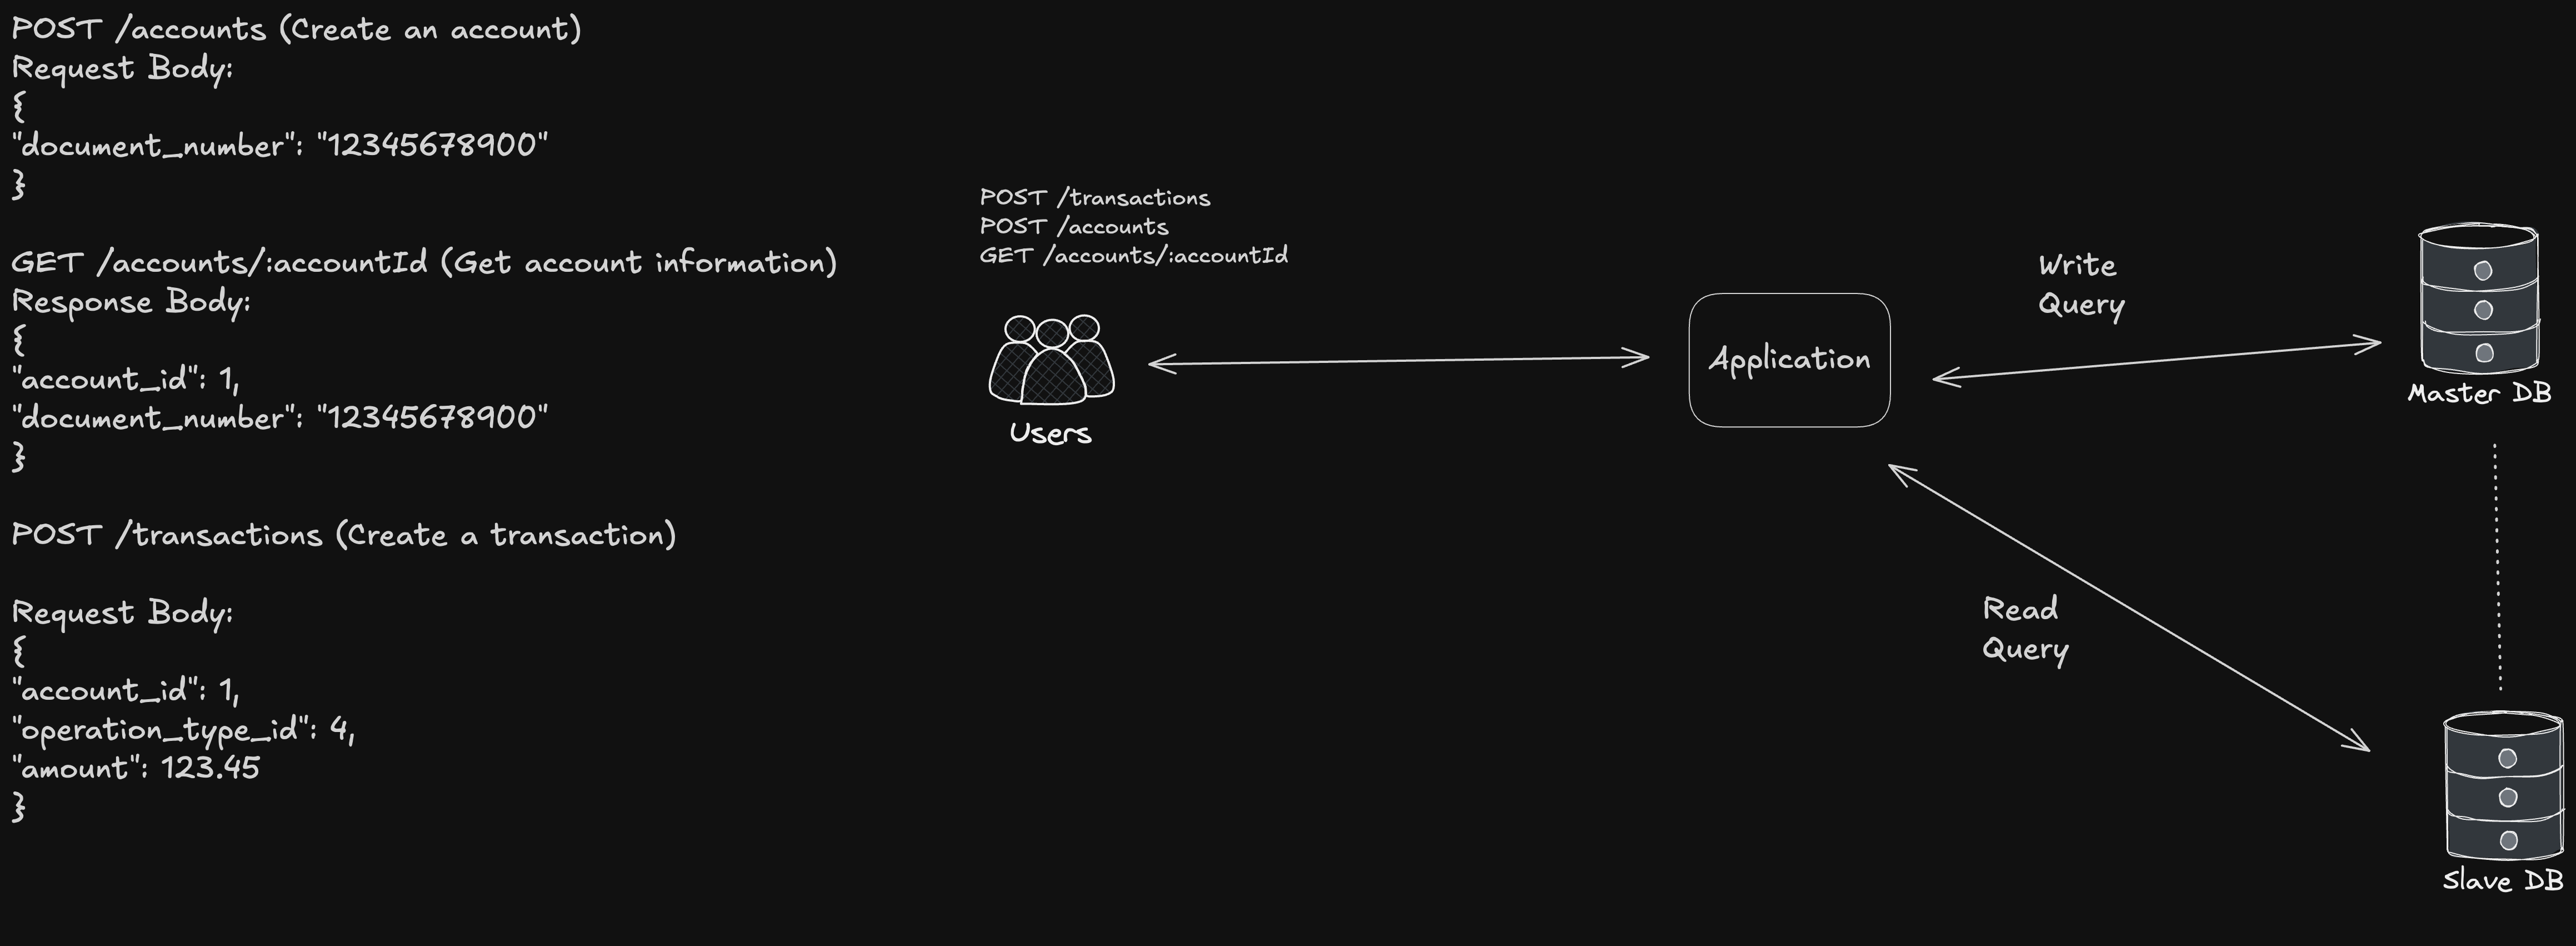 POST /accounts (Create an account)
Request Body:
{
"document_number": "12345678900"
}
GET /accounts/:accountId (Get account information)
Response Body:
{
"account_id": 1,
"document_number": "12345678900"
}
POST /transactions (Create a transaction)
Request Body:
{
"account_id": 1,
"operation_type_id": 4,
"amount": 123.45
}
POST /transactions
POST /accounts
GET /accounts/:accountId
Users
Application
Write
Query
Master DB
Read
Query
Slave DB